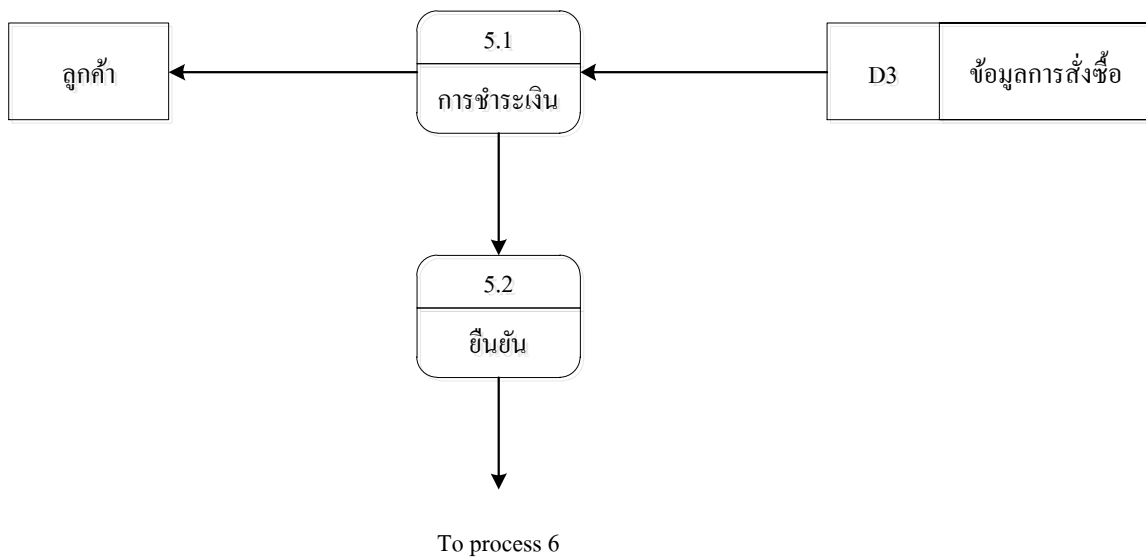 5.1
ลูกค้า
D3
ข้อมูลการสั่งซื้อ
การชำระเงิน
5.2
ยืนยัน
To process 6